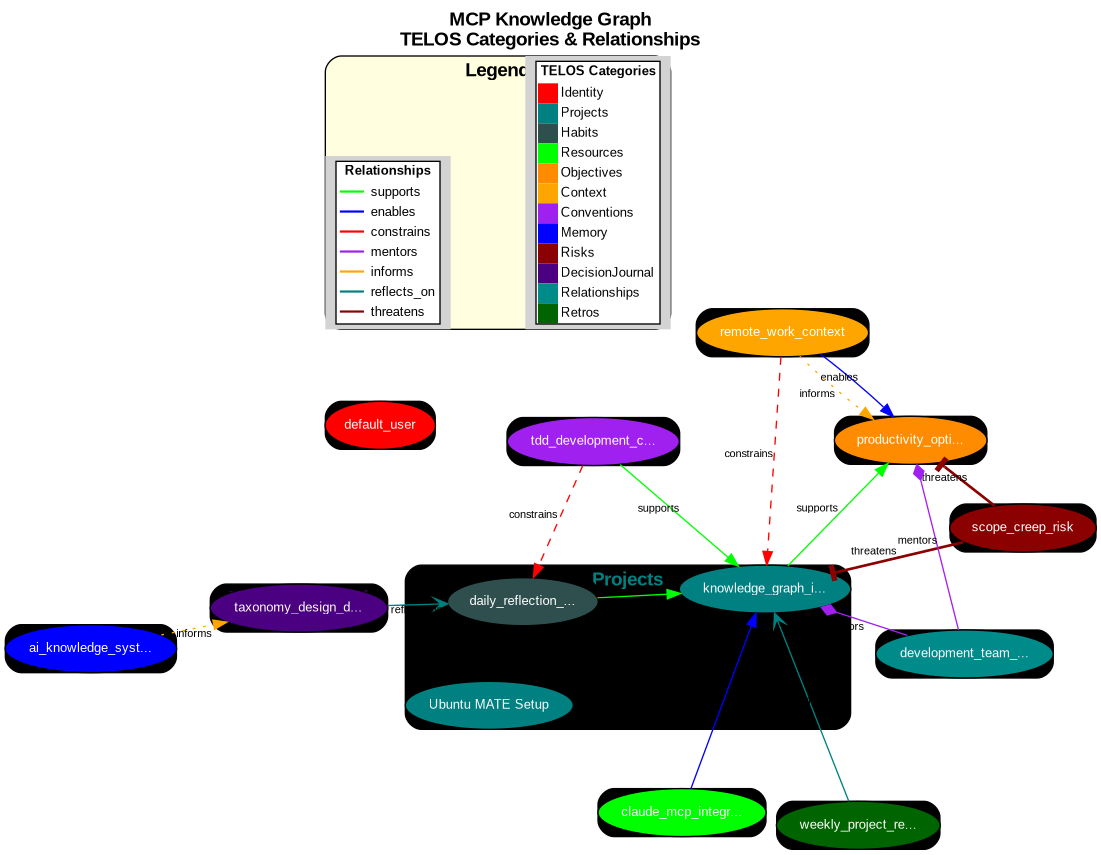 MCP Knowledge Graph
TELOS Categories & Relationships
Legend
TELOS Categories
Identity
Projects
Habits
Resources
Objectives
Context
Conventions
Memory
Risks
DecisionJournal
Relationships
Retros
Relationships
supports
enables
constrains
mentors
informs
reflects_on
threatens
remote_work_context
enables
informs
default_user
tdd_development_c...
productivity_opti...
constrains
threatens
constrains
supports
supports
scope_creep_risk
mentors
threatens
Projects
knowledge_graph_i...
daily_reflection_...
taxonomy_design_d...
refl
ors
informs
ai_knowledge_syst...
development_team_...
Ubuntu MATE Setup
claude_mcp_integr...
weekly_project_re...